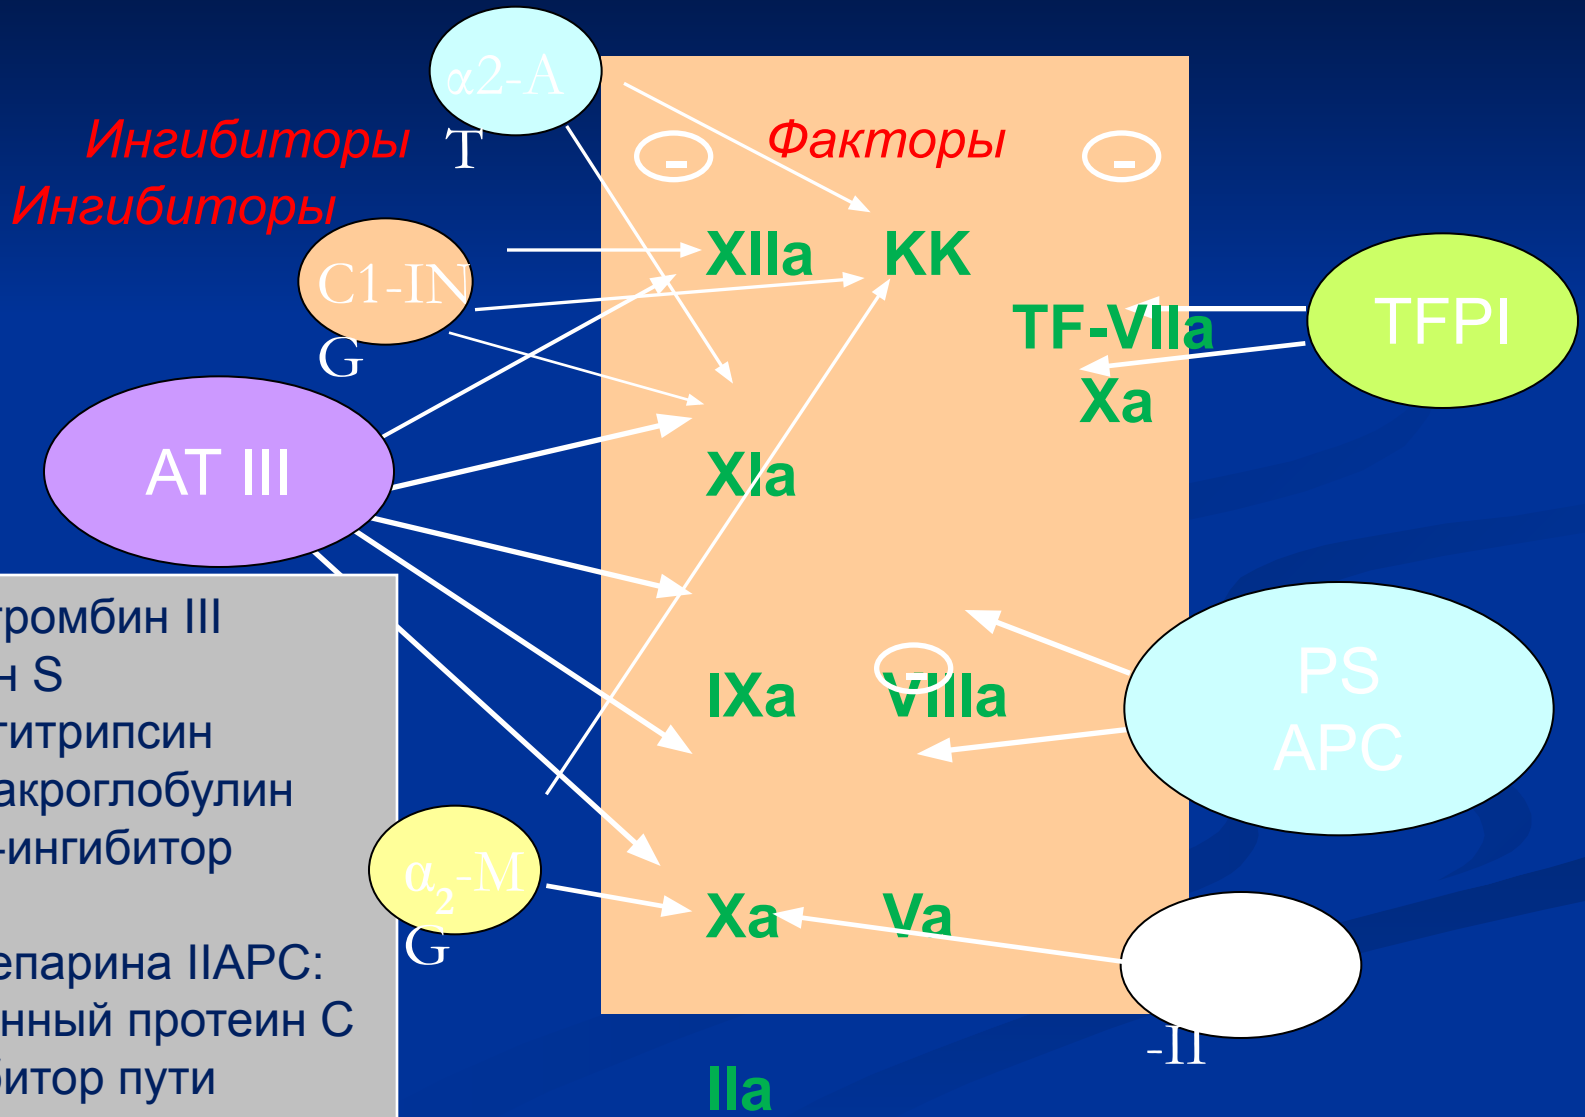 α2-А
Т
Ингибиторы
Факторы
-
-
Ингибиторы
XIIa KK
C1-IN
G
TF-VIIa
TFPI
Xa
AT III
XIa
тромбин III
н S
титрипсин
акроглобулин
-ингибитор
епарина IIАРС:
нный протеин С
битор пути
IXa VIIIa
-
PS
APC
α2-M
G
Xa Va
-II
IIa